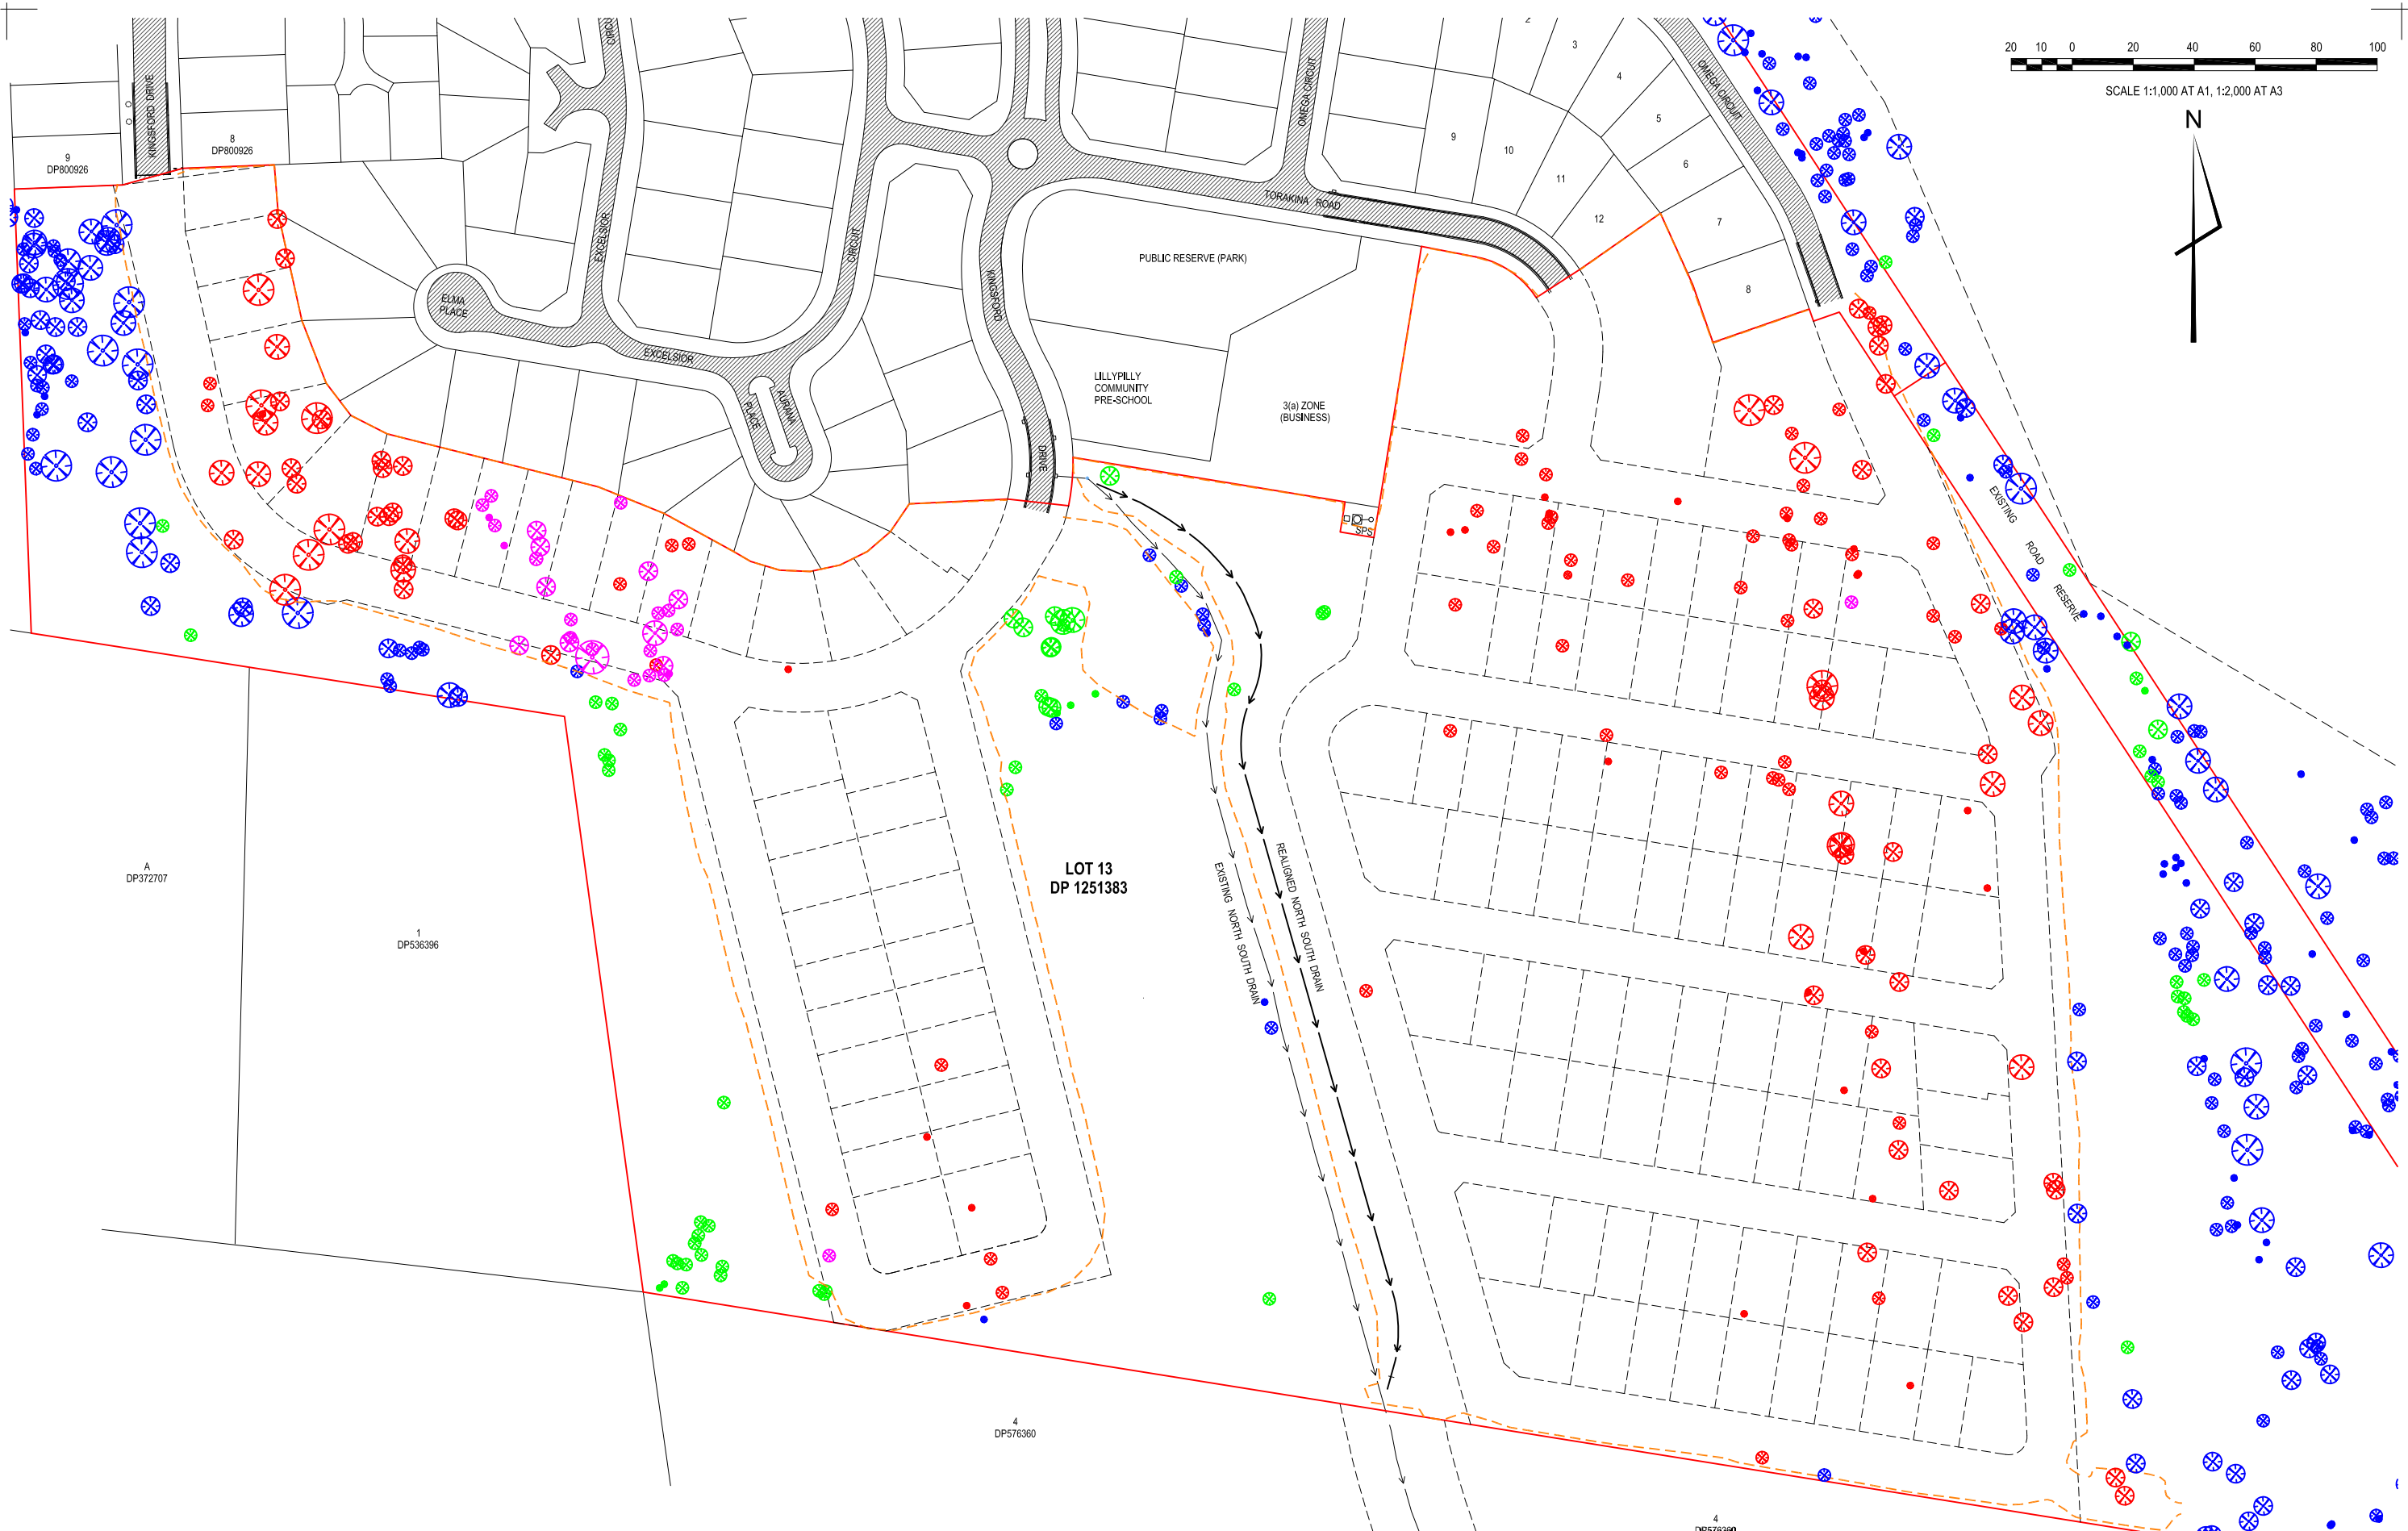 20 10 0 20 40 60 80 100
SCALE 1:1,000 AT A1, 1:2,000 AT A3
N
KINGSFORD DRIVE
9
DP800926
8
DP800926
EXCELSIOR
CIRCUIT
ELMA
PLACE
EXCELSIOR
AURANA
PLACE
KINGSFORD
DRIVE
OMEGA CIRCUIT
TORAKINA ROAD
OMEGA CIRCUIT
2
3
4
5
6
7
8
9
10
11
12
PUBLIC RESERVE (PARK)
LILLYPILLY
COMMUNITY
PRE-SCHOOL
3(a) ZONE
(BUSINESS)
SPS
EXISTING ROAD RESERVE
LOT 13
DP 1251383
EXISTING NORTH SOUTH DRAIN
REALIGNED NORTH SOUTH DRAIN
A
DP372707
1
DP536396
4
DP576360
4
DP576360